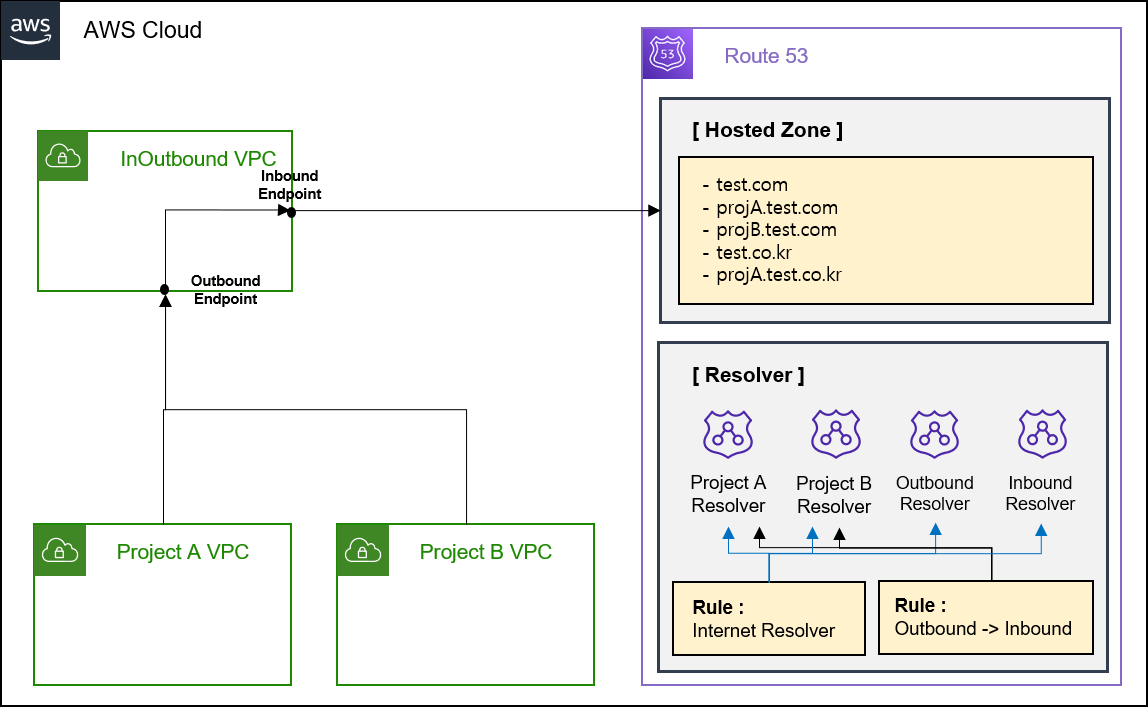 aws
AWS Cloud
53
Route 53
[ Hosted Zone ]
- test.com
- projA.test.com
- projB.test.com
- test.co.kr
- projA.test.co.kr
InOutbound VPC
Inbound
Endpoint
Outbound
Endpoint
[ Resolver ]
Project A
Resolver
Project B
Resolver
Outbound
Resolver
Inbound
Resolver
Rule :
Internet Resolver
Rule :
Outbound -> Inbound
Project A VPC
Project B VPC